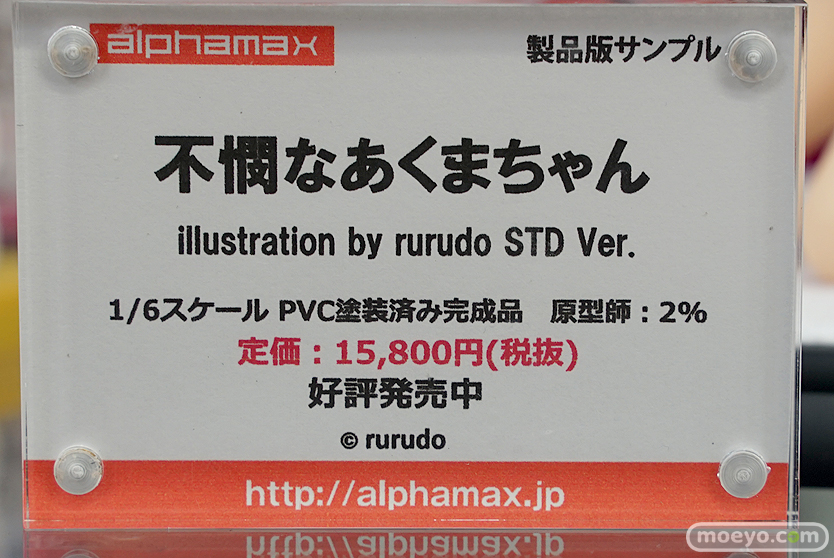 alphamax
製品版サンプル
不憫なあくまちゃん
illustration by rurudo STD Ver.
1/6スケール PVC塗装済み完成品　原型師：2%
定価：15,800円(税抜)
好評発売中
© rurudo
http://alphamax.jp
moeyo.com